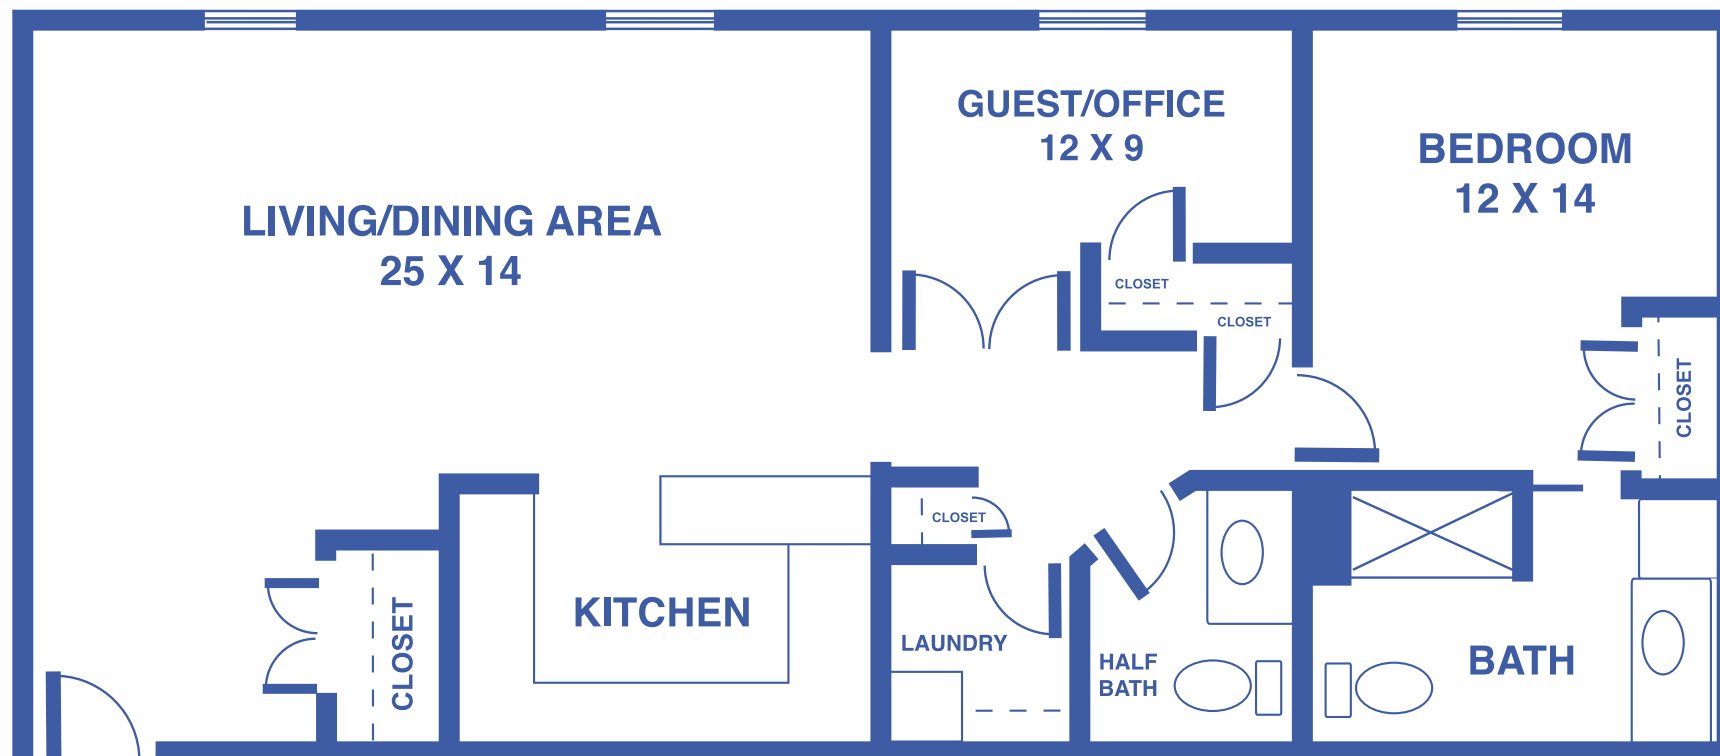 GUEST/OFFICE
12 X 9
BEDROOM
12 X 14
LIVING/DINING AREA
25 X 14
CLOSET
CLOSET
CLOSET
CLOSET
KITCHEN
CLOSET
LAUNDRY
HALF
BATH
BATH